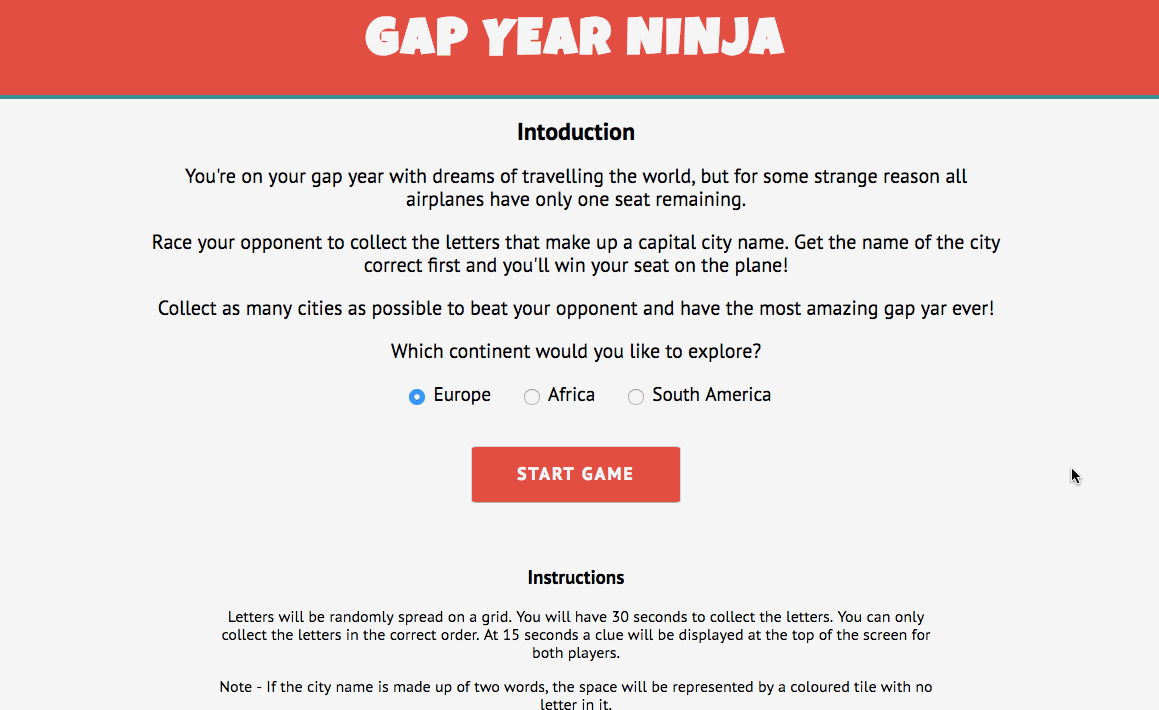 GAP YEAR NINJA
Intoduction
You're on your gap year with dreams of travelling the world, but for some strange reason all
airplanes have only one seat remaining.
Race your opponent to collect the letters that make up a capital city name. Get the name of the city
correct first and you'll win your seat on the plane!
Collect as many cities as possible to beat your opponent and have the most amazing gap yar ever!
Which continent would you like to explore?
Europe Africa South America
START GAME
Instructions
Letters will be randomly spread on a grid. You will have 30 seconds to collect the letters. You can only
collect the letters in the correct order. At 15 seconds a clue will be displayed at the top of the screen for
both players.
Note - If the city name is made up of two words, the space will be represented by a coloured tile with no
letter in it.